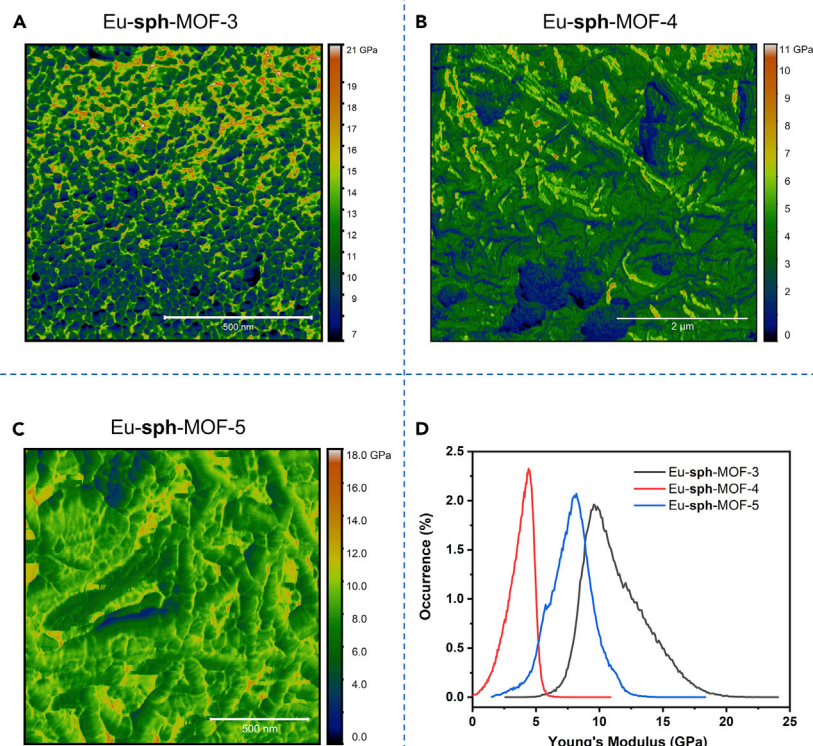 A Eu-sph-MOF-3
21 GPa
19
18
17
16
15
14
13
12
11
10
9
7
500 nm
B Eu-sph-MOF-4
11 GPa
10
9
8
7
6
5
4
3
2
0
2 µm
C Eu-sph-MOF-5
18.0 GPa
16.0
14.0
12.0
10.0
8.0
6.0
4.0
0.0
500 nm
D
Eu-sph-MOF-3
Eu-sph-MOF-4
Eu-sph-MOF-5
Occurrence (%)
2.5
2.0
1.5
1.0
0.5
0.0
0 5 10 15 20 25
Young's Modulus (GPa)